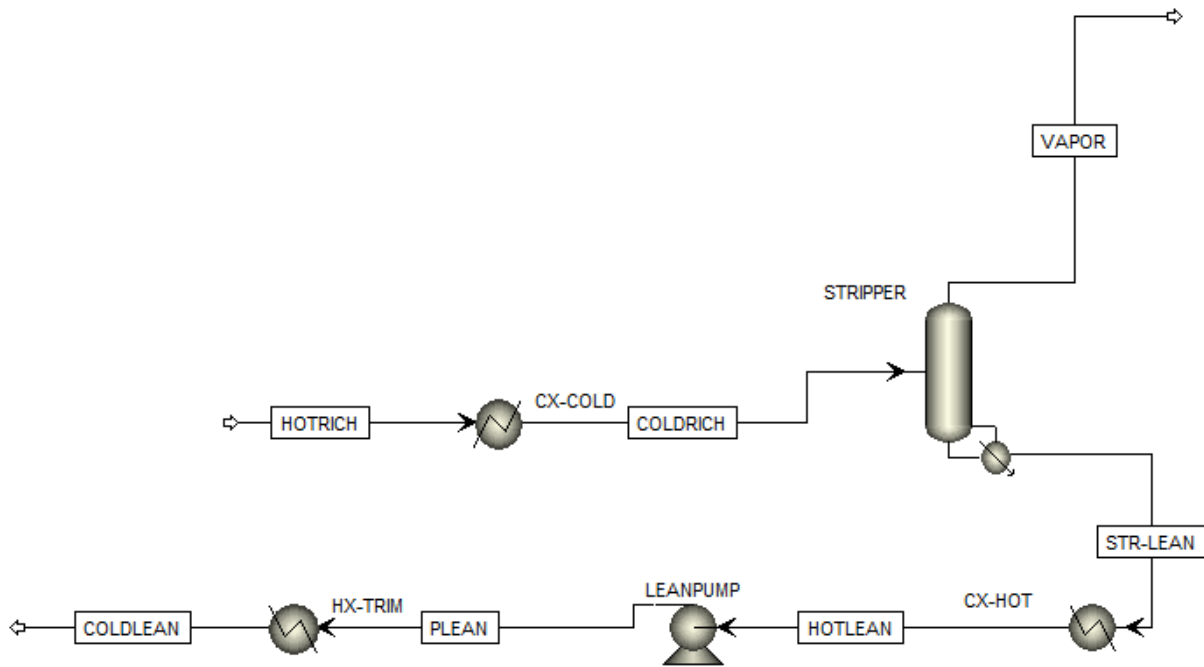 VAPOR
STRIPPER
CX-COLD
HOTRICH
COLDRICH
STR-LEAN
LEANPUMP
CX-HOT
HX-TRIM
COLDLEAN
PLEAN
HOTLEAN